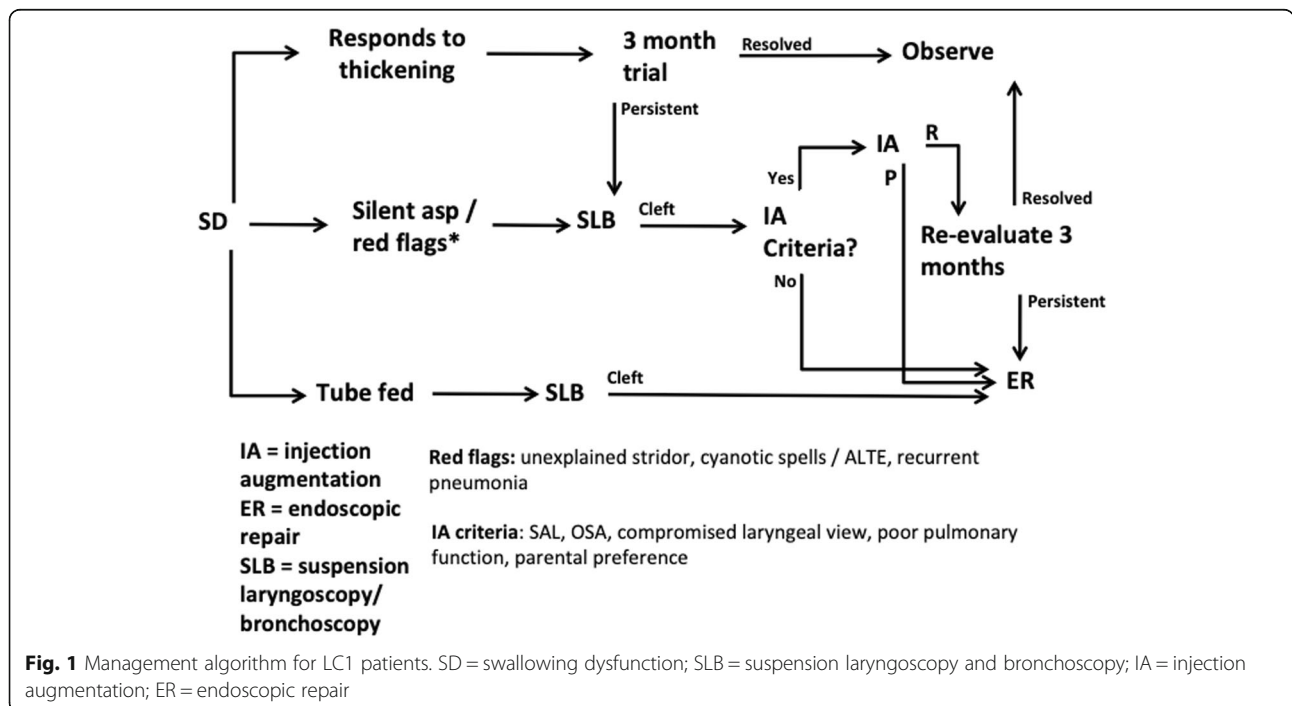 Responds to
thickening
3 month
trial
Resolved
Observe
Persistent
SD
Silent asp /
red flags*
SLB
Cleft
IA
Criteria?
Yes
No
IA
R
P
Resolved
Re-evaluate 3
months
Persistent
Tube fed
SLB
Cleft
ER
IA = injection
augmentation
ER = endoscopic
repair
SLB = suspension
laryngoscopy/
bronchoscopy
Red flags: unexplained stridor, cyanotic spells / ALTE, recurrent
pneumonia
IA criteria: SAL, OSA, compromised laryngeal view, poor pulmonary
function, parental preference
Fig. 1 Management algorithm for LC1 patients. SD = swallowing dysfunction; SLB = suspension laryngoscopy and bronchoscopy; IA = injection
augmentation; ER = endoscopic repair